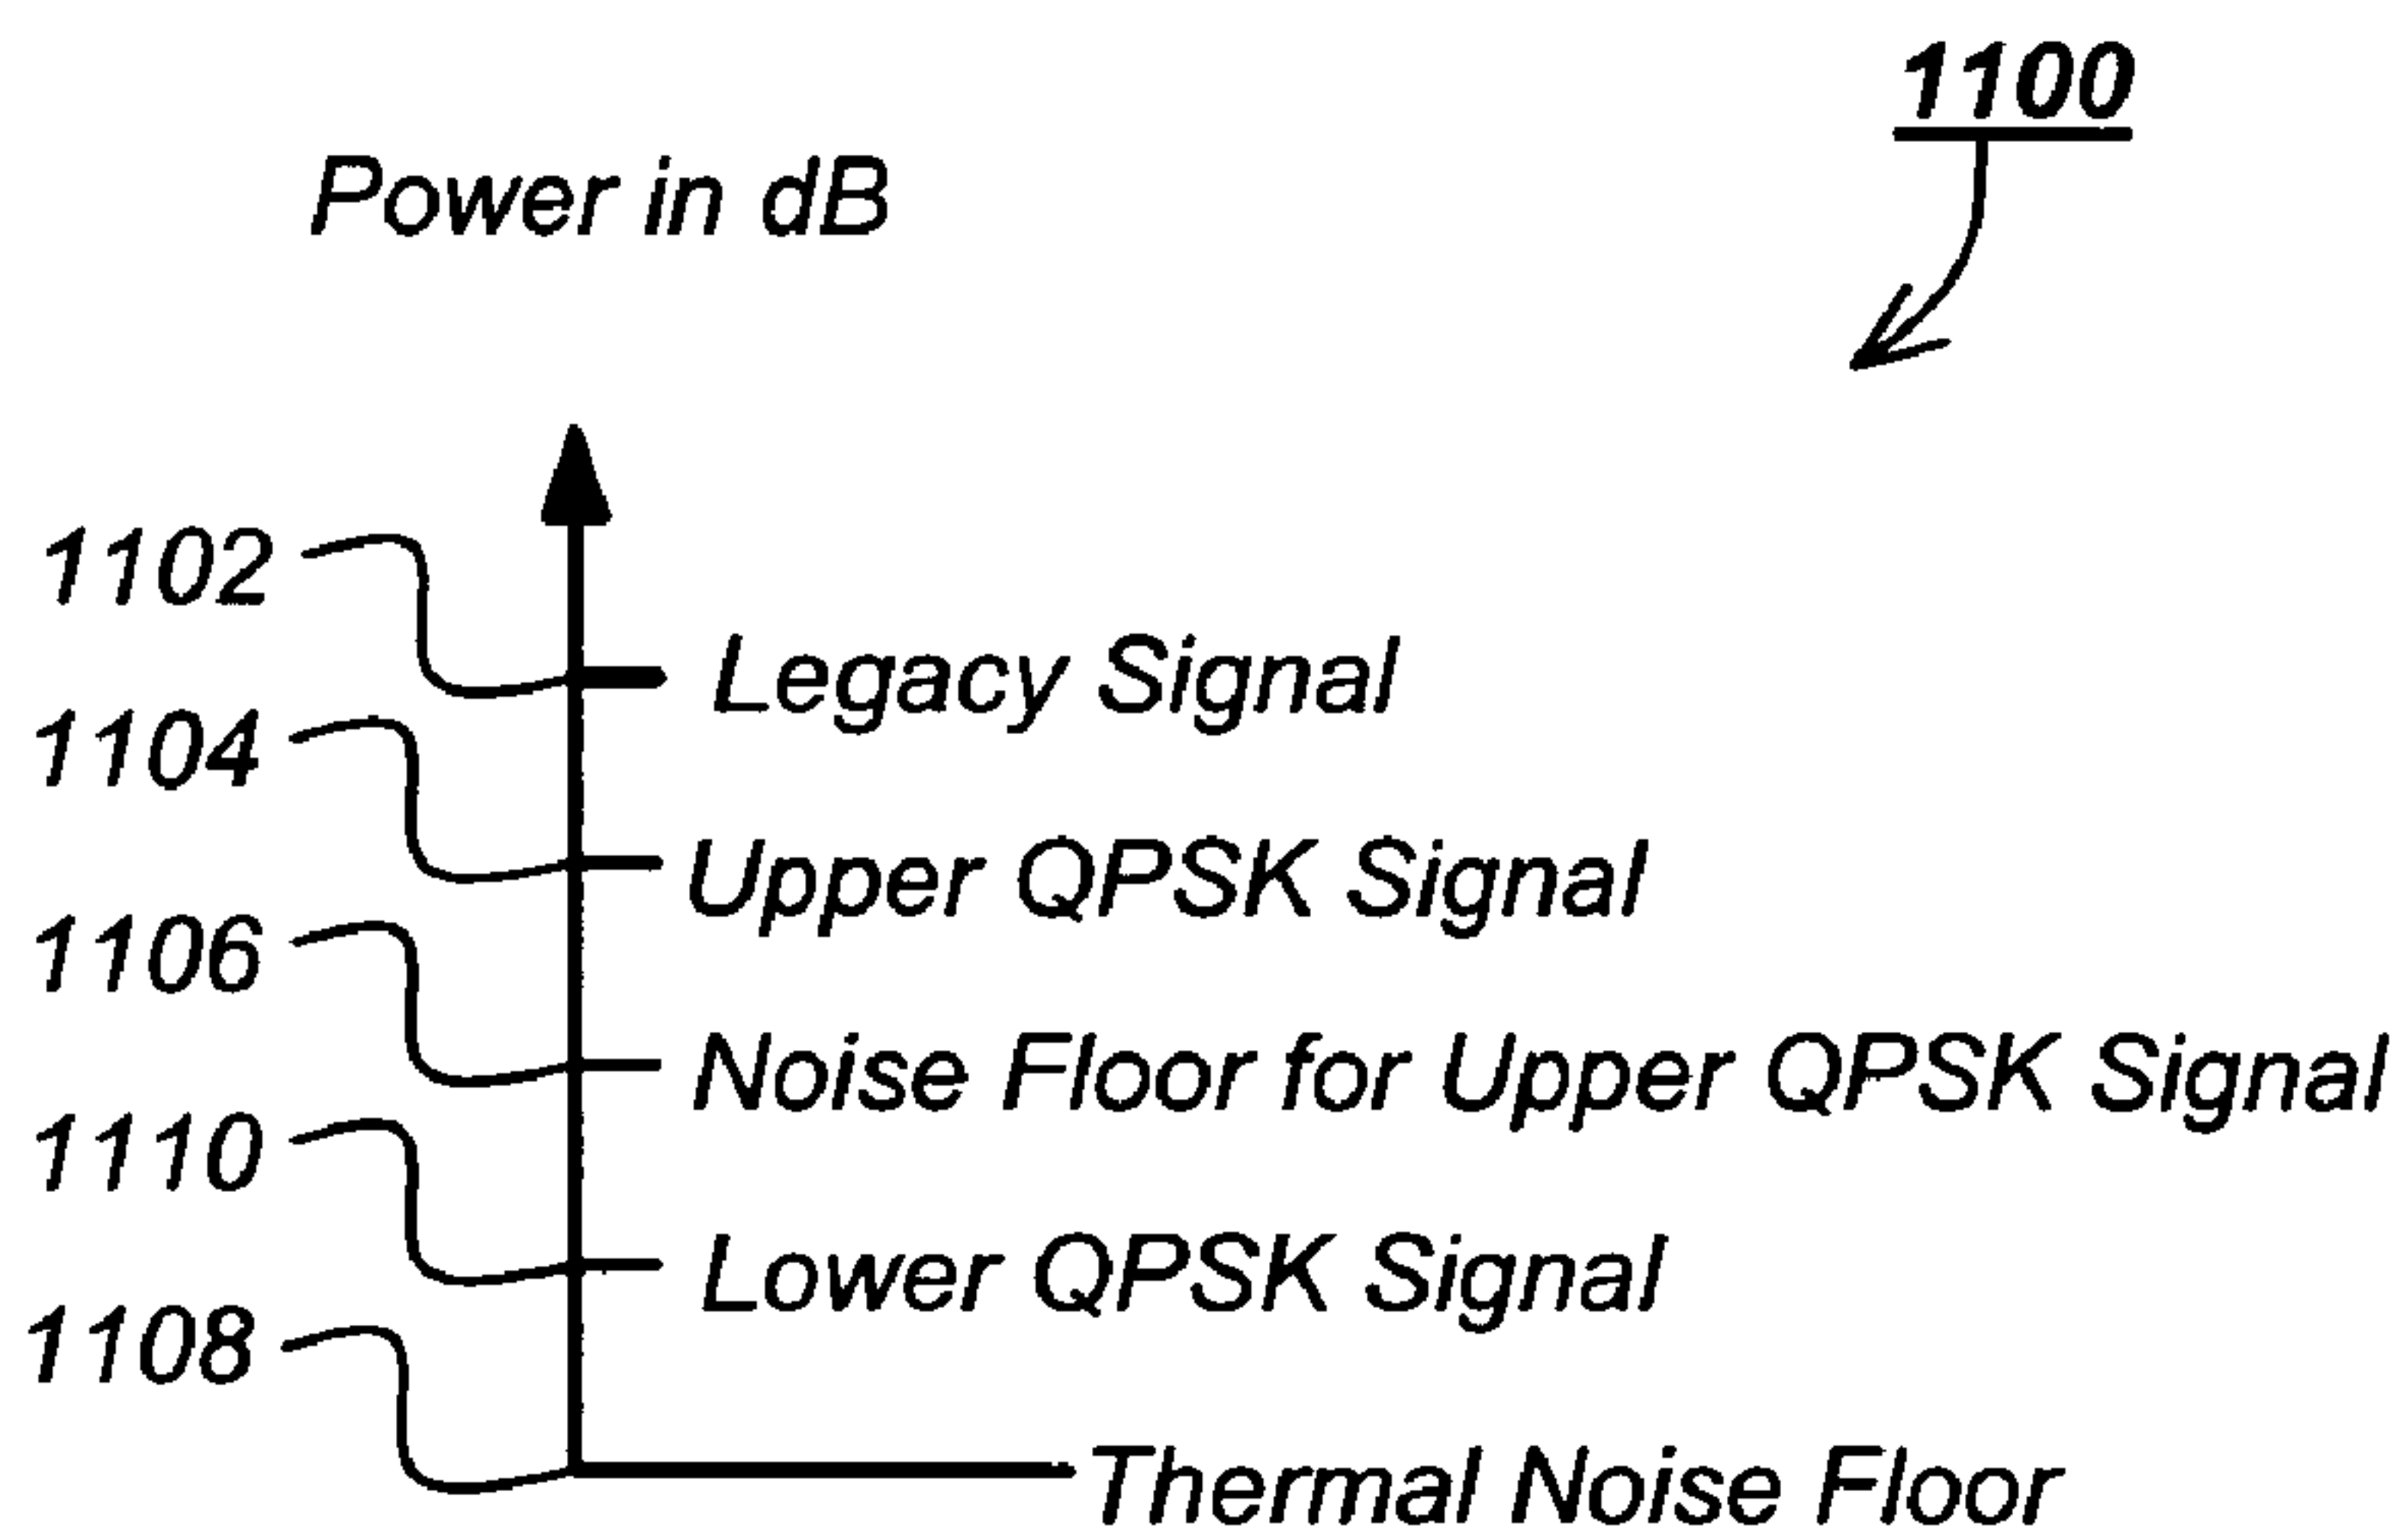 1100
Power in dB
1102
Legacy Signal
1104
Upper QPSK Signal
1106
Noise Floor for Upper QPSK Signal
1110
Lower QPSK Signal
1108
Thermal Noise Floor